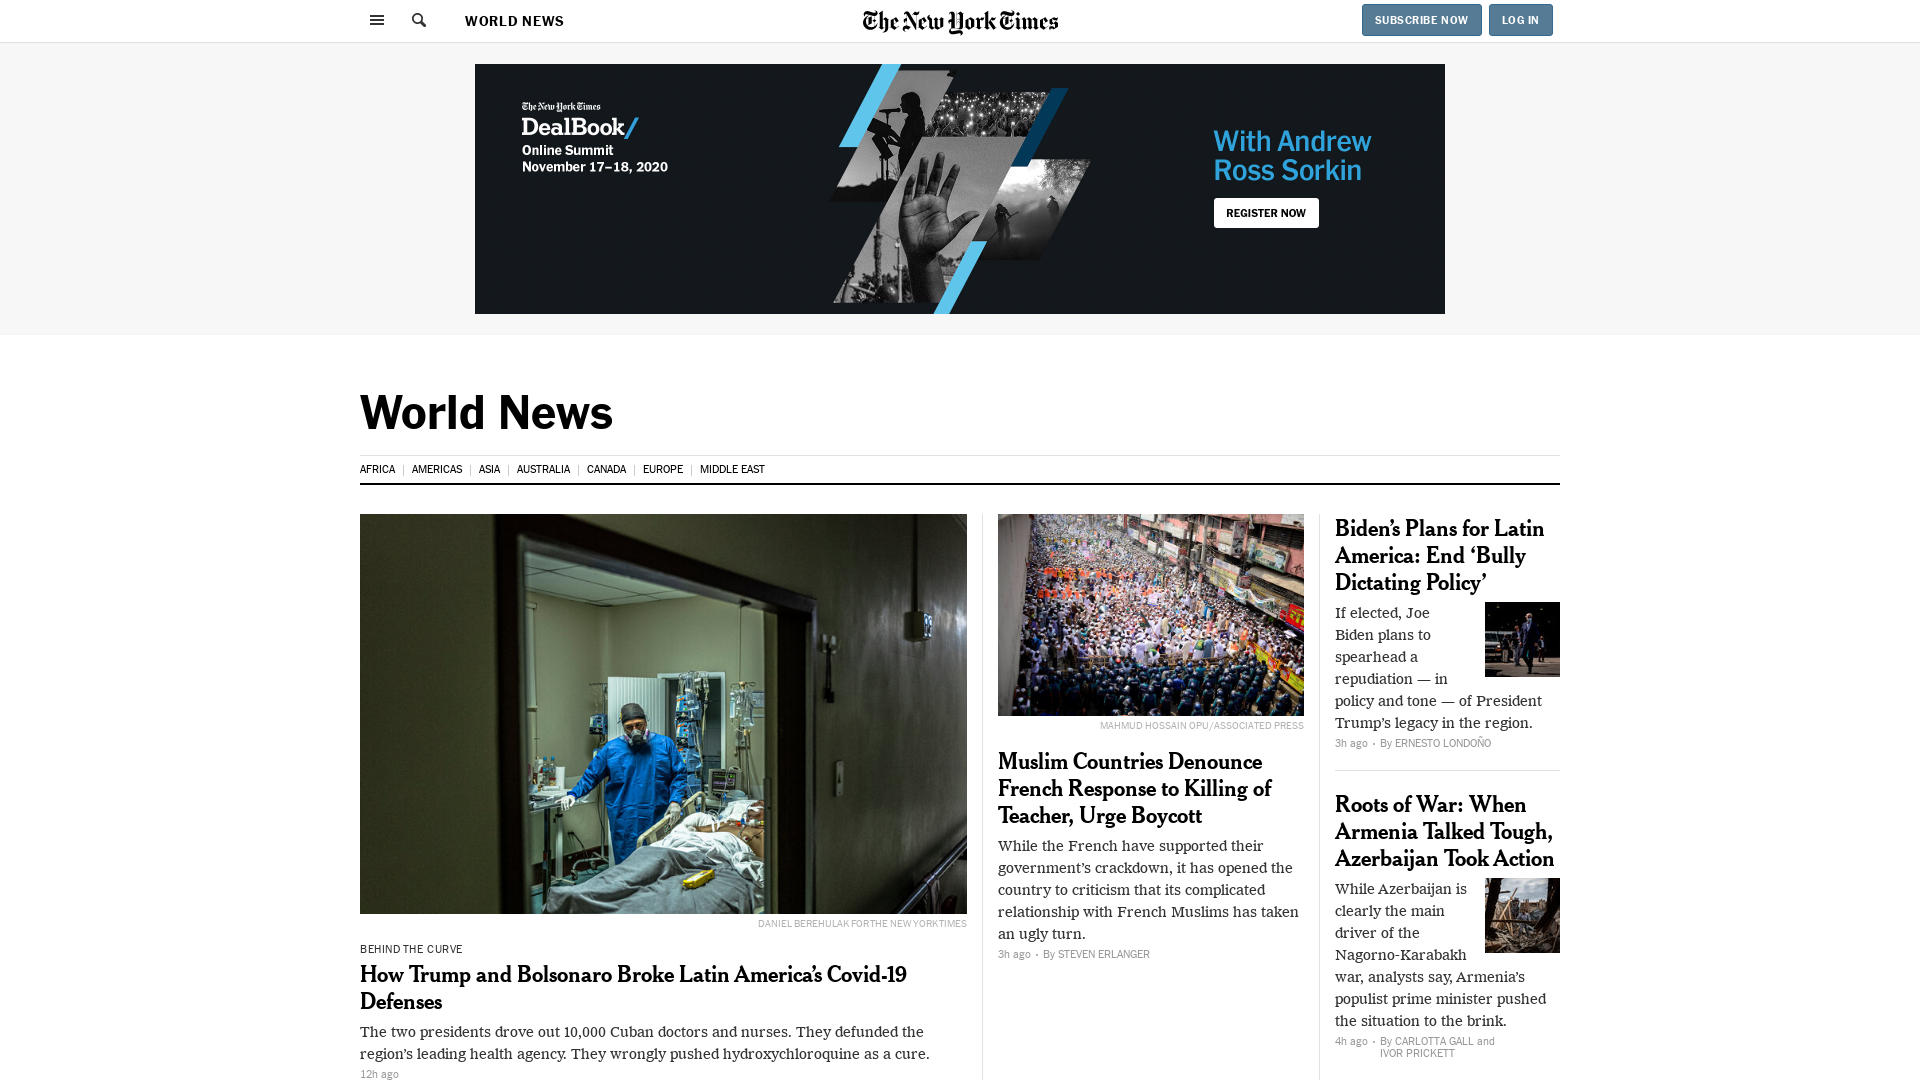 WORLD NEWS
The New York Times
SUBSCRIBE NOW
LOG IN
The New York Times
DealBook/
Online Summit
November 17–18, 2020
With Andrew
Ross Sorkin
REGISTER NOW
World News
AFRICA
AMERICAS
ASIA
AUSTRALIA
CANADA
EUROPE
MIDDLE EAST
DANIEL BEREHULAK FOR THE NEW YORK TIMES
BEHIND THE CURVE
How Trump and Bolsonaro Broke Latin America’s Covid-19
Defenses
The two presidents drove out 10,000 Cuban doctors and nurses. They defunded the
region’s leading health agency. They wrongly pushed hydroxychloroquine as a cure.
12h ago
MAHMUD HOSSAIN OPU/ASSOCIATED PRESS
Muslim Countries Denounce
French Response to Killing of
Teacher, Urge Boycott
While the French have supported their
government’s crackdown, it has opened the
country to criticism that its complicated
relationship with French Muslims has taken
an ugly turn.
3h ago · By STEVEN ERLANGER
Biden’s Plans for Latin
America: End ‘Bully
Dictating Policy’
If elected, Joe
Biden plans to
spearhead a
repudiation — in
policy and tone — of President
Trump’s legacy in the region.
3h ago · By ERNESTO LONDOÑO
Roots of War: When
Armenia Talked Tough,
Azerbaijan Took Action
While Azerbaijan is
clearly the main
driver of the
Nagorno-Karabakh
war, analysts say, Armenia’s
populist prime minister pushed
the situation to the brink.
4h ago · By CARLOTTA GALL and
IVOR PRICKETT